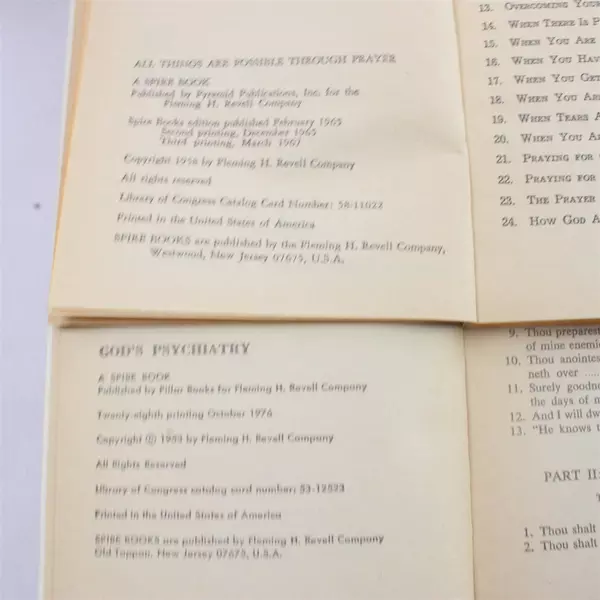 ALL THINGS ARE POSSIBLE THROUGH PRAYER
A SPIRE BOOK
Published by Pyramid Publications, Inc. for the
Fleming H. Revell Company
Spire Books edition published February 1965
Second printing, December 1965
Third printing, March 1967
Copyright 1958 by Fleming H. Revell Company
All rights reserved
Library of Congress Catalog Card Number: 58-11022
Printed in the United States of America
SPIRE BOOKS are published by the Fleming H. Revell Company,
Westwood, New Jersey 07675, U.S.A.
13. OVERCOMING YOUR
14. WHEN THERE IS P
15. WHEN YOU ARE
16. WHEN YOU HAV
17. WHEN YOU GET
18. WHEN YOU AR
19. WHEN TEARS A
20. WHEN YOU A
21. PRAYING FOR
22. PRAYING FOR
23. THE PRAYER
24. HOW GOD A
GOD'S PSYCHIATRY
A SPIRE BOOK
Published by Pillar Books for Fleming H. Revell Company
Twenty-eighth printing October 1976
Copyright © 1953 by Fleming H. Revell Company
All Rights Reserved
Library of Congress catalog card number: 53-12523
Printed in the United States of America
SPIRE BOOKS are published by Fleming H. Revell Company
Old Tappan, New Jersey 07675, U.S.A.
9. Thou preparest
of mine enemie
10. Thou anointes
neth over ....
11. Surely goodne
the days of m
12. And I will dw
13. "He knows t
PART II:
1. Thou shalt
2. Thou shalt